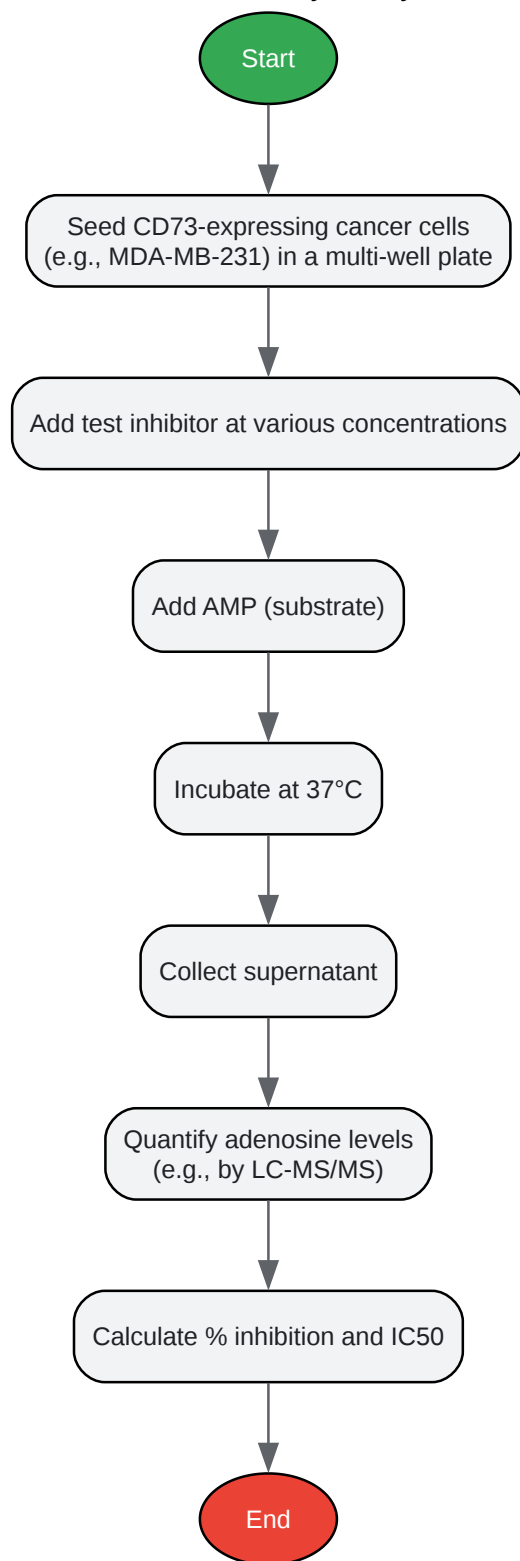 Start
Seed CD73-expressing cancer cells
(e.g., MDA-MB-231) in a multi-well plate
Add test inhibitor at various concentrations
Add AMP (substrate)
Incubate at 37°C
Collect supernatant
Quantify adenosine levels
(e.g., by LC-MS/MS)
Calculate % inhibition and IC50
End